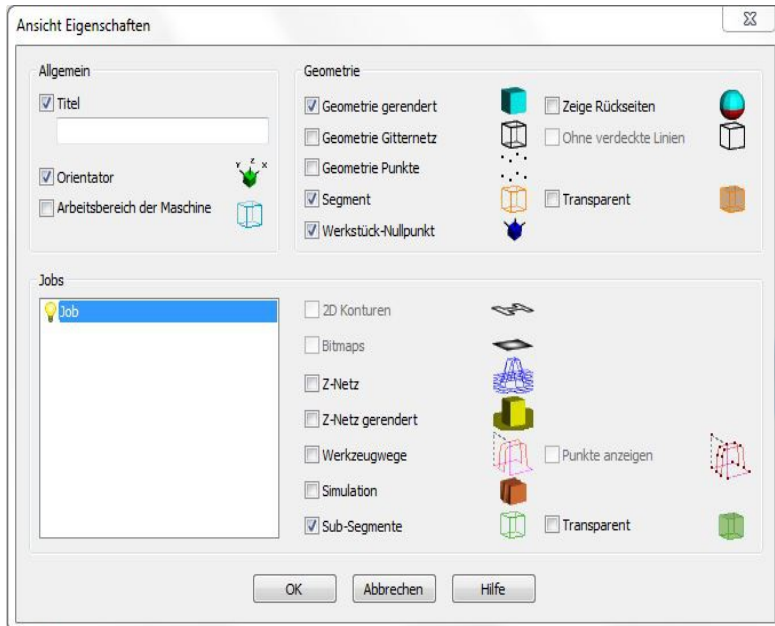 Ansicht Eigenschaften
Allgemein
Titel
Orientator
Y Z X
Arbeitsbereich der Maschine
Geometrie
Geometrie gerendert
Zeige Rückseiten
Geometrie Gitternetz
Ohne verdeckte Linien
Geometrie Punkte
Segment
Transparent
Werkstück-Nullpunkt
Jobs
Job
2D Konturen
Bitmaps
Z-Netz
Z-Netz gerendert
Werkzeugwege
Punkte anzeigen
Simulation
Sub-Segmente
Transparent
OK
Abbrechen
Hilfe